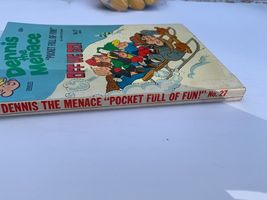 Dennis
the
Menace
"POCKET FULL OF FUN!"
DENNIS THE MENACE "POCKET FULL OF FUN!" No. 27